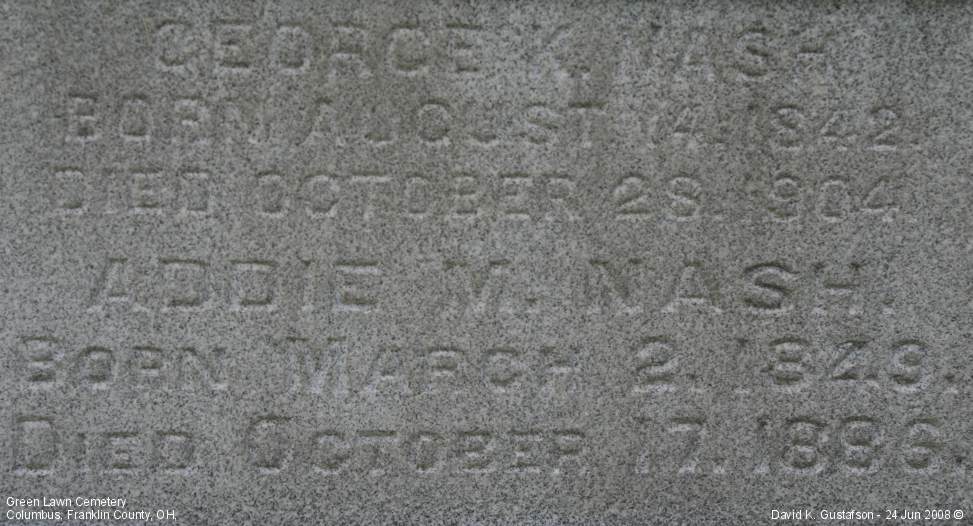 GEORGE K. NASH
BORN AUGUST 14. 1842.
DIED OCTOBER 28. 1904.
ADDIE M. NASH.
BORN MARCH 2. 1849.
DIED OCTOBER 17. 1896.
Green Lawn Cemetery
Columbus, Franklin County, OH,
David K. Gustafson - 24 Jun 2008 ©